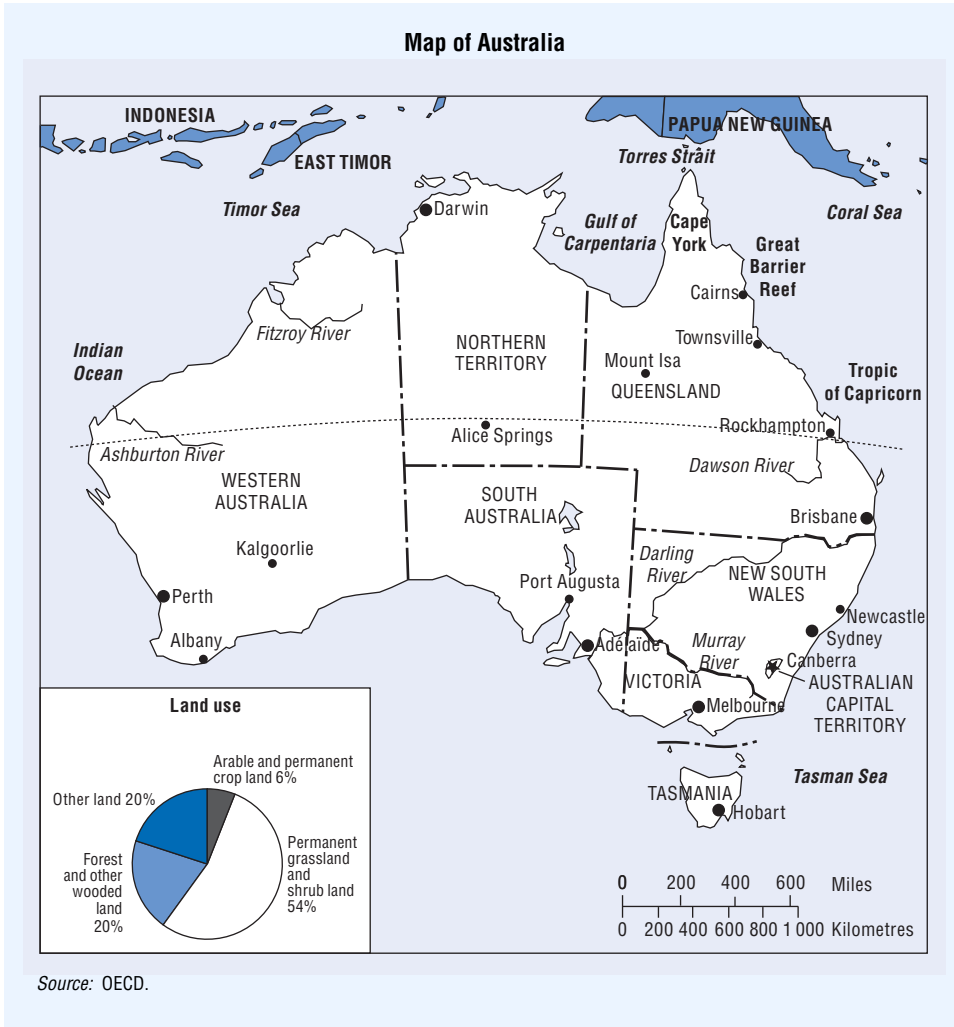 Map of Australia
INDONESIA
PAPUA NEW GUINEA
EAST TIMOR
Torres Strait
Timor Sea
Darwin
Gulf of
Carpentaria
Cape
York
Coral Sea
Great
Barrier
Reef
Cairns
Fitzroy River
NORTHERN
TERRITORY
Townsville
Indian
Ocean
Mount Isa
QUEENSLAND
Tropic
of Capricorn
Alice Springs
Rockhampton
Ashburton River
Dawson River
WESTERN
AUSTRALIA
SOUTH
AUSTRALIA
Brisbane
Kalgoorlie
Darling
River
Port Augusta
NEW SOUTH
WALES
Perth
Newcastle
Sydney
Albany
Adélaïde
Murray
River
Canberra
VICTORIA
AUSTRALIAN
CAPITAL
TERRITORY
Melbourne
Tasman Sea
TASMANIA
Hobart
Land use
Arable and permanent
crop land 6%
Other land 20%
Permanent
grassland
and
shrub land
54%
Forest
and other
wooded
land
20%
0 200 400 600 Miles
0 200 400 600 800 1 000 Kilometres
Source: OECD.